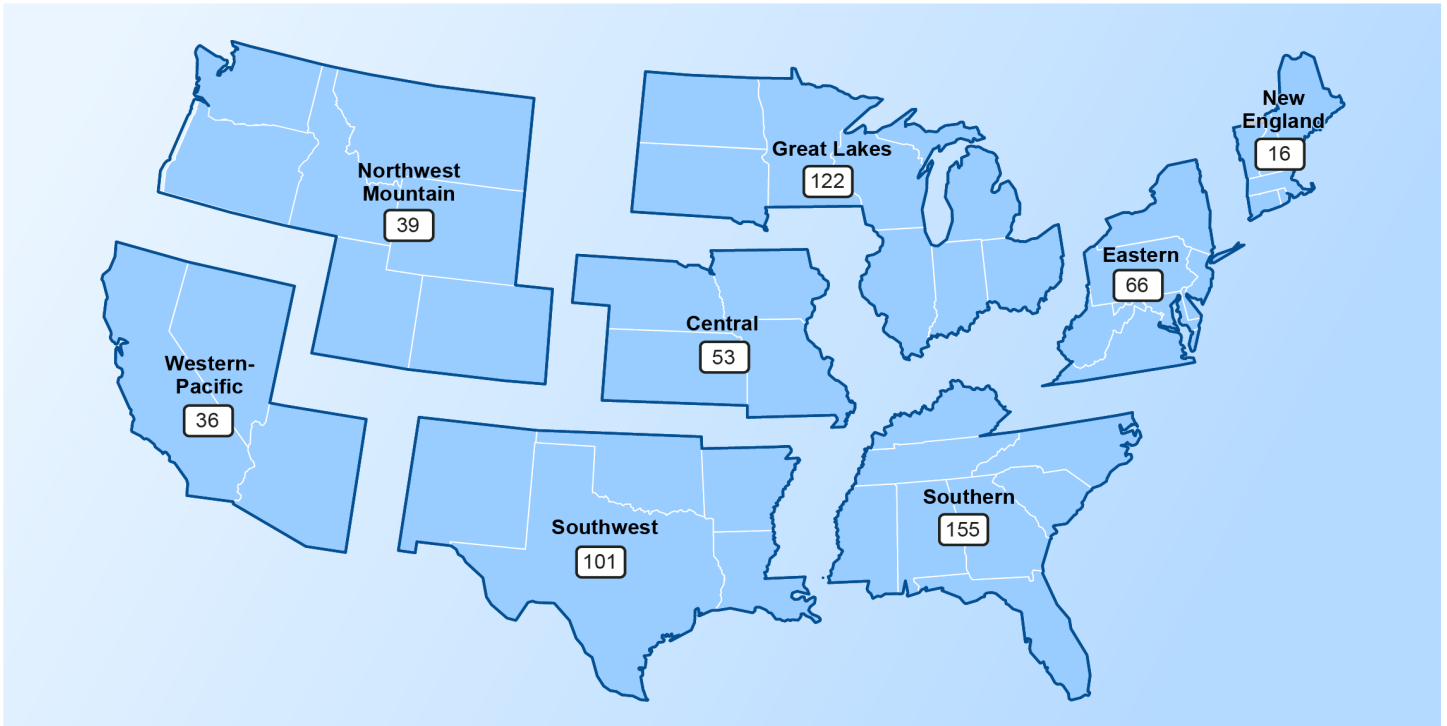 New
England
16
Great Lakes
122
Northwest
Mountain
39
Eastern
66
Central
53
Western-
Pacific
36
Southern
155
Southwest
101